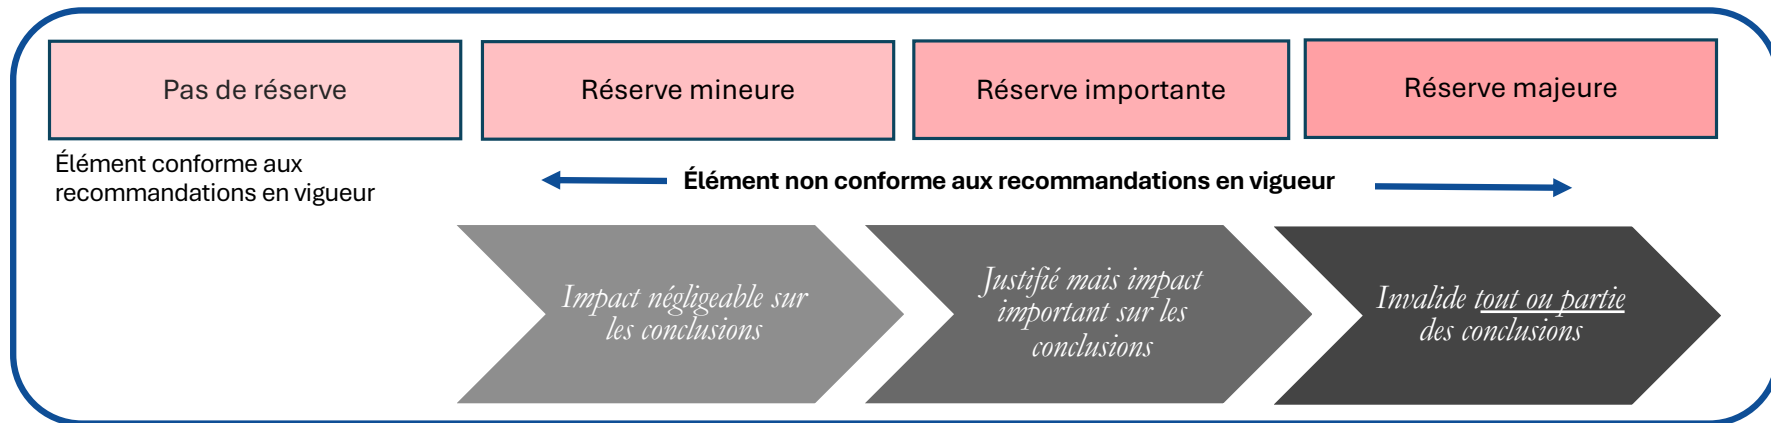 Pas de réserve
Réserve mineure
Réserve importante
Réserve majeure
Élément conforme aux
recommandations en vigueur
Élément non conforme aux recommandations en vigueur
Impact négligeable sur
les conclusions
Justifié mais impact
important sur les
conclusions
Invalide tout ou partie
des conclusions